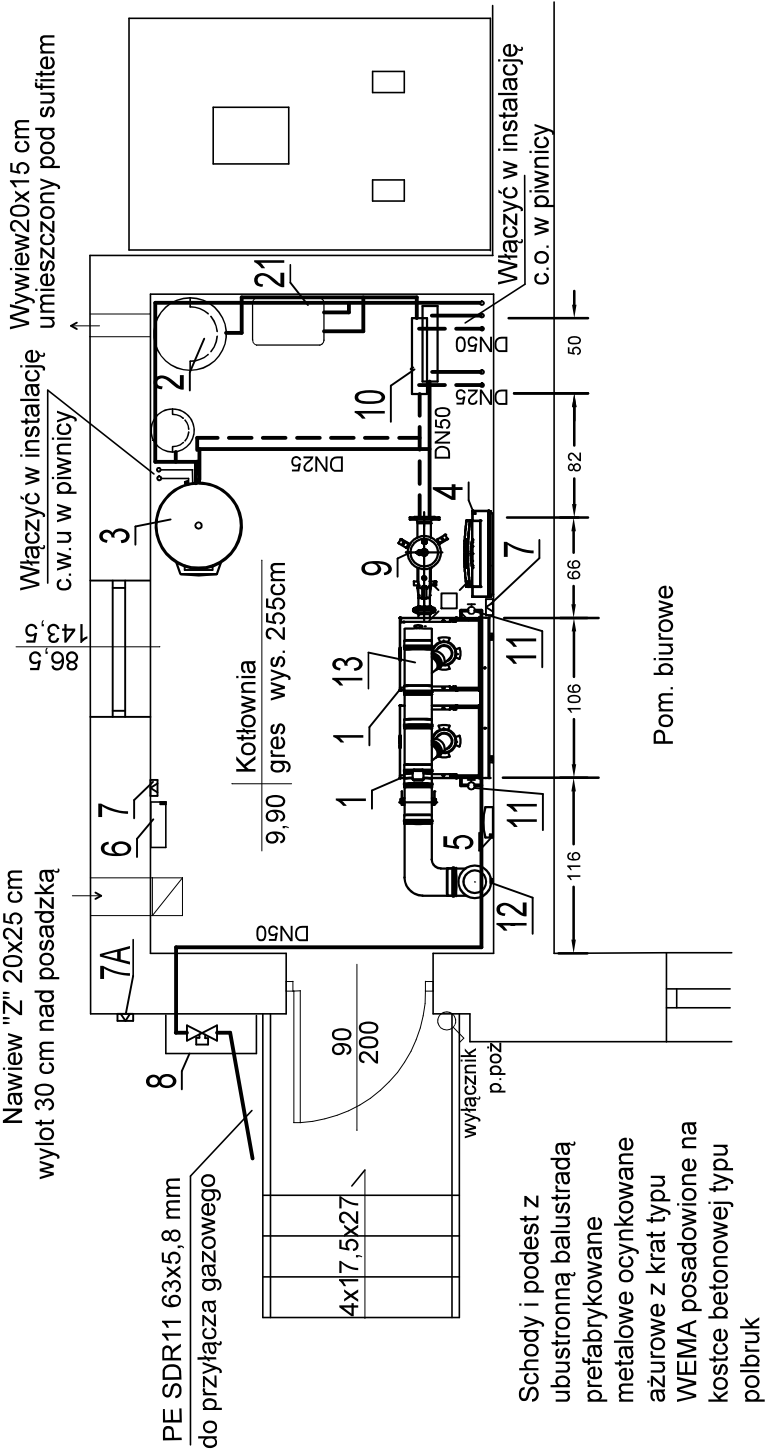 Nawiew "Z" 20x25 cm
wylot 30 cm nad posadzką
86,5
143,5
Włączyć w instalację
c.w.u w piwnicy
Wywiew20x15 cm
umieszczony pod sufitem
7A
6
7
3
2
21
8
Kotłownia
9,90
gres wys. 255cm
DN25
DN50
DN50
10
9
4
7
1
1
13
11
11
5
12
DN25
DN50
Włączyć w instalację
c.o. w piwnicy
116
106
66
82
50
PE SDR11 63x5,8 mm
do przyłącza gazowego
90
200
4x17,5x27
wyłącznik
p.poż
Pom. biurowe
Schody i podest z
ubustronną balustradą
prefabrykowane
metalowe ocynkowane
ażurowe z krat typu
WEMA posadowione na
kostce betonowej typu
polbruk